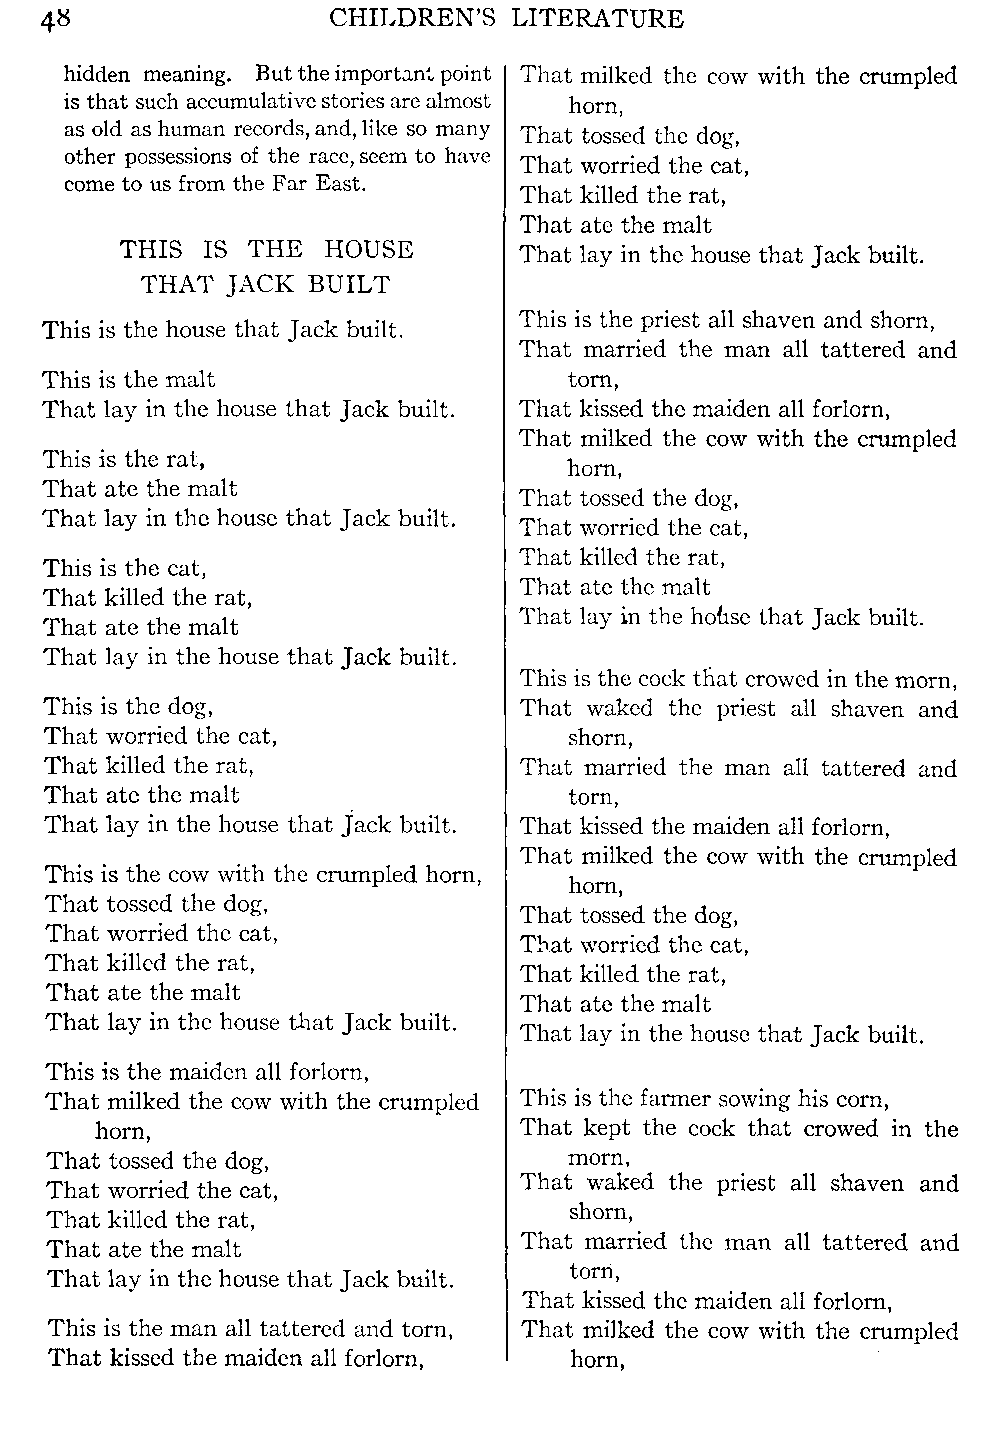 48
CHILDREN'S LITERATURE
hidden meaning. But the important point
is that such accumulative stories are almost
as old as human records, and, like so many
other possessions of the race, seem to have
come to us from the Far East.
THIS IS THE HOUSE
THAT JACK BUILT
This is the house that Jack built.
This is the malt
That lay in the house that Jack built.
This is the rat,
That ate the malt
That lay in the house that Jack built.
This is the cat,
That killed the rat,
That ate the malt
That lay in the house that Jack built.
This is the dog,
That worried the cat,
That killed the rat,
That ate the malt
That lay in the house that Jack built.
This is the cow with the crumpled horn,
That tossed the dog,
That worried the cat,
That killed the rat,
That ate the malt
That lay in the house that Jack built.
This is the maiden all forlorn,
That milked the cow with the crumpled
horn,
That tossed the dog,
That worried the cat,
That killed the rat,
That ate the malt
That lay in the house that Jack built.
This is the man all tattered and torn,
That kissed the maiden all forlorn,
That milked the cow with the crumpled
horn,
That tossed the dog,
That worried the cat,
That killed the rat,
That ate the malt
That lay in the house that Jack built.
This is the priest all shaven and shorn,
That married the man all tattered and
torn,
That kissed the maiden all forlorn,
That milked the cow with the crumpled
horn,
That tossed the dog,
That worried the cat,
That killed the rat,
That ate the malt
That lay in the house that Jack built.
This is the cock that crowed in the morn,
That waked the priest all shaven and
shorn,
That married the man all tattered and
torn,
That kissed the maiden all forlorn,
That milked the cow with the crumpled
horn,
That tossed the dog,
That worried the cat,
That killed the rat,
That ate the malt
That lay in the house that Jack built.
This is the farmer sowing his corn,
That kept the cock that crowed in the
morn,
That waked the priest all shaven and
shorn,
That married the man all tattered and
torn,
That kissed the maiden all forlorn,
That milked the cow with the crumpled
horn,